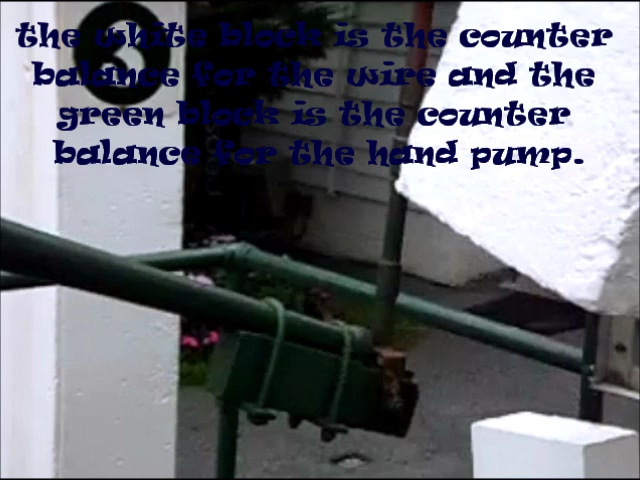 the white block is the counter
balance for the wire and the
green block is the counter
balance for the hand pump.
3